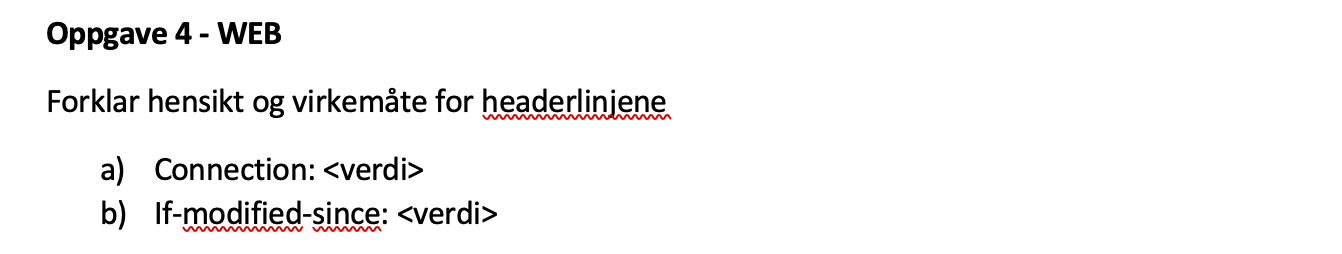 Oppgave 4 - WEB
Forklar hensikt og virkemåte for headerlinjene
a) Connection: <verdi>
b) If-modified-since: <verdi>